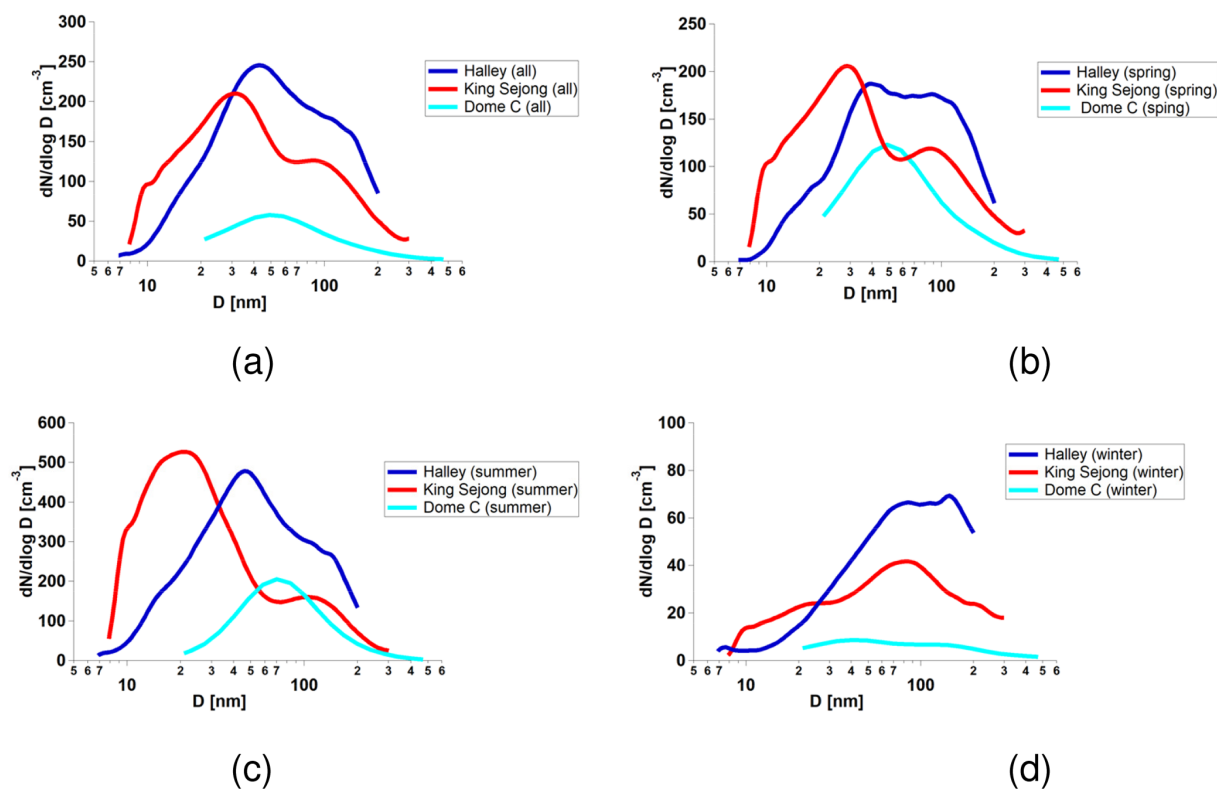 300
250
200
150
100
50
0
dN/dlog D [cm-3]
Halley (all)
King Sejong (all)
Dome C (all)
5 6 7 10 2 3 4 5 6 7 100 2 3 4 5 6
D [nm]
(a)
250
200
150
100
50
0
dN/dlog D [cm-3]
Halley (spring)
King Sejong (spring)
Dome C (sping)
5 6 7 10 2 3 4 5 6 7 100 2 3 4 5 6
D [nm]
(b)
600
500
400
300
200
100
0
dN/dlog D [cm-3]
Halley (summer)
King Sejong (summer)
Dome C (summer)
5 6 7 10 2 3 4 5 6 7 100 2 3 4 5 6
D [nm]
(c)
100
80
60
40
20
0
dN/dlog D [cm-3]
Halley (winter)
King Sejong (winter)
Dome C (winter)
5 6 7 10 2 3 4 5 6 7 100 2 3 4 5 6
D [nm]
(d)